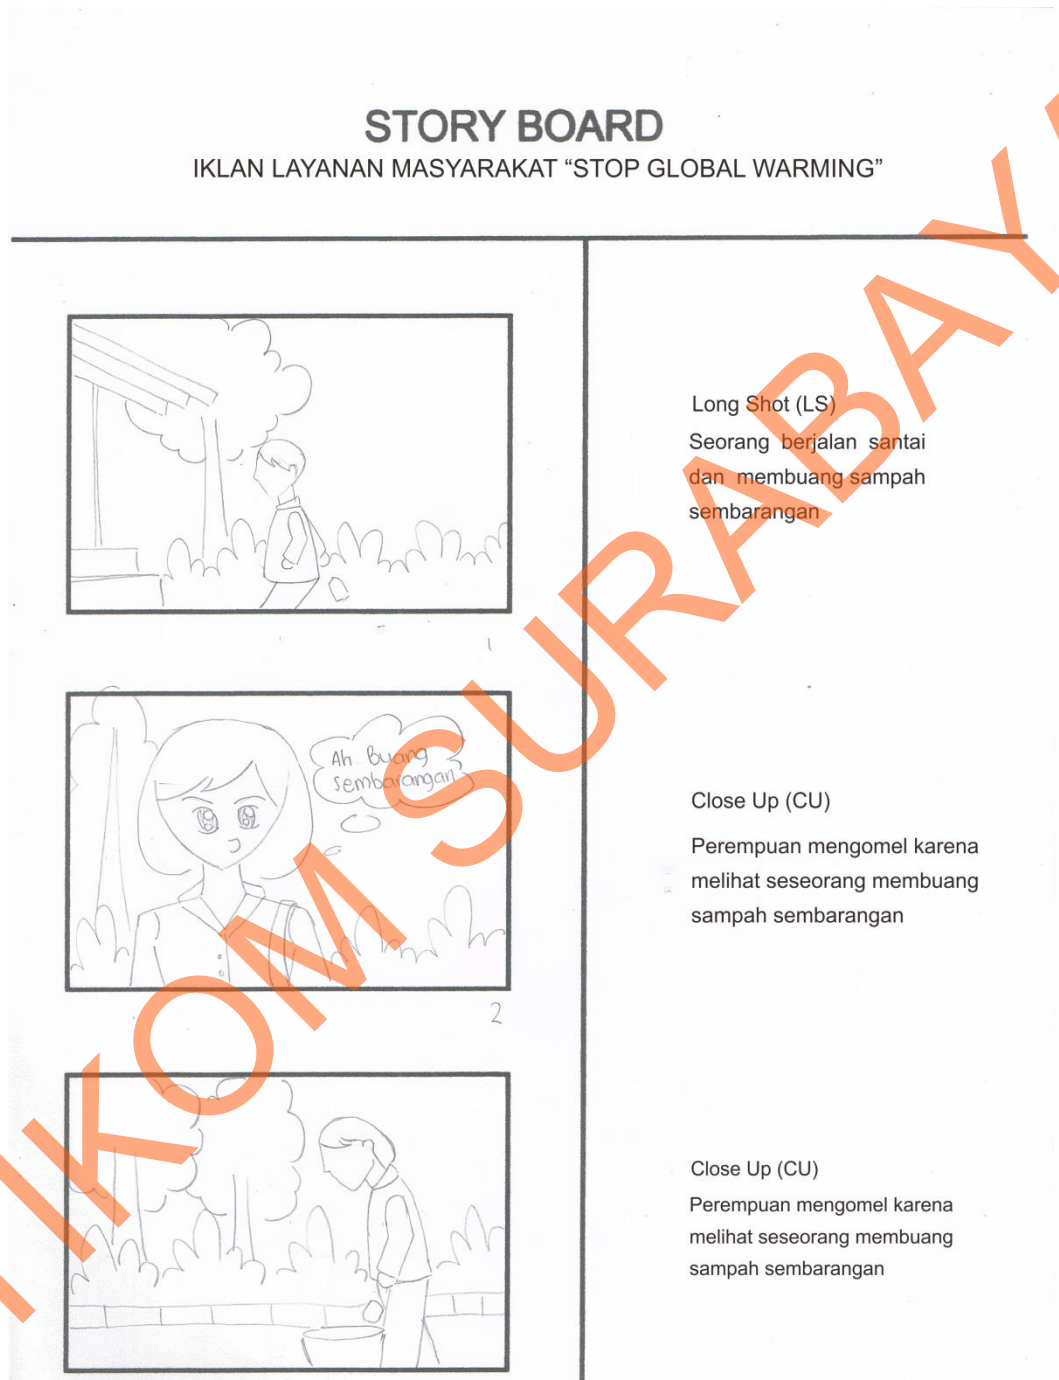 STORY BOARD
IKLAN LAYANAN MASYARAKAT “STOP GLOBAL WARMING”
Long Shot (LS)
Seorang berjalan santai
dan membuang sampah
sembarangan
1
Ah. Buang
Sembarangan
Close Up (CU)
Perempuan mengomel karena
melihat seseorang membuang
sampah sembarangan
2
Close Up (CU)
Perempuan mengomel karena
melihat seseorang membuang
sampah sembarangan
IKOM SURABAYA